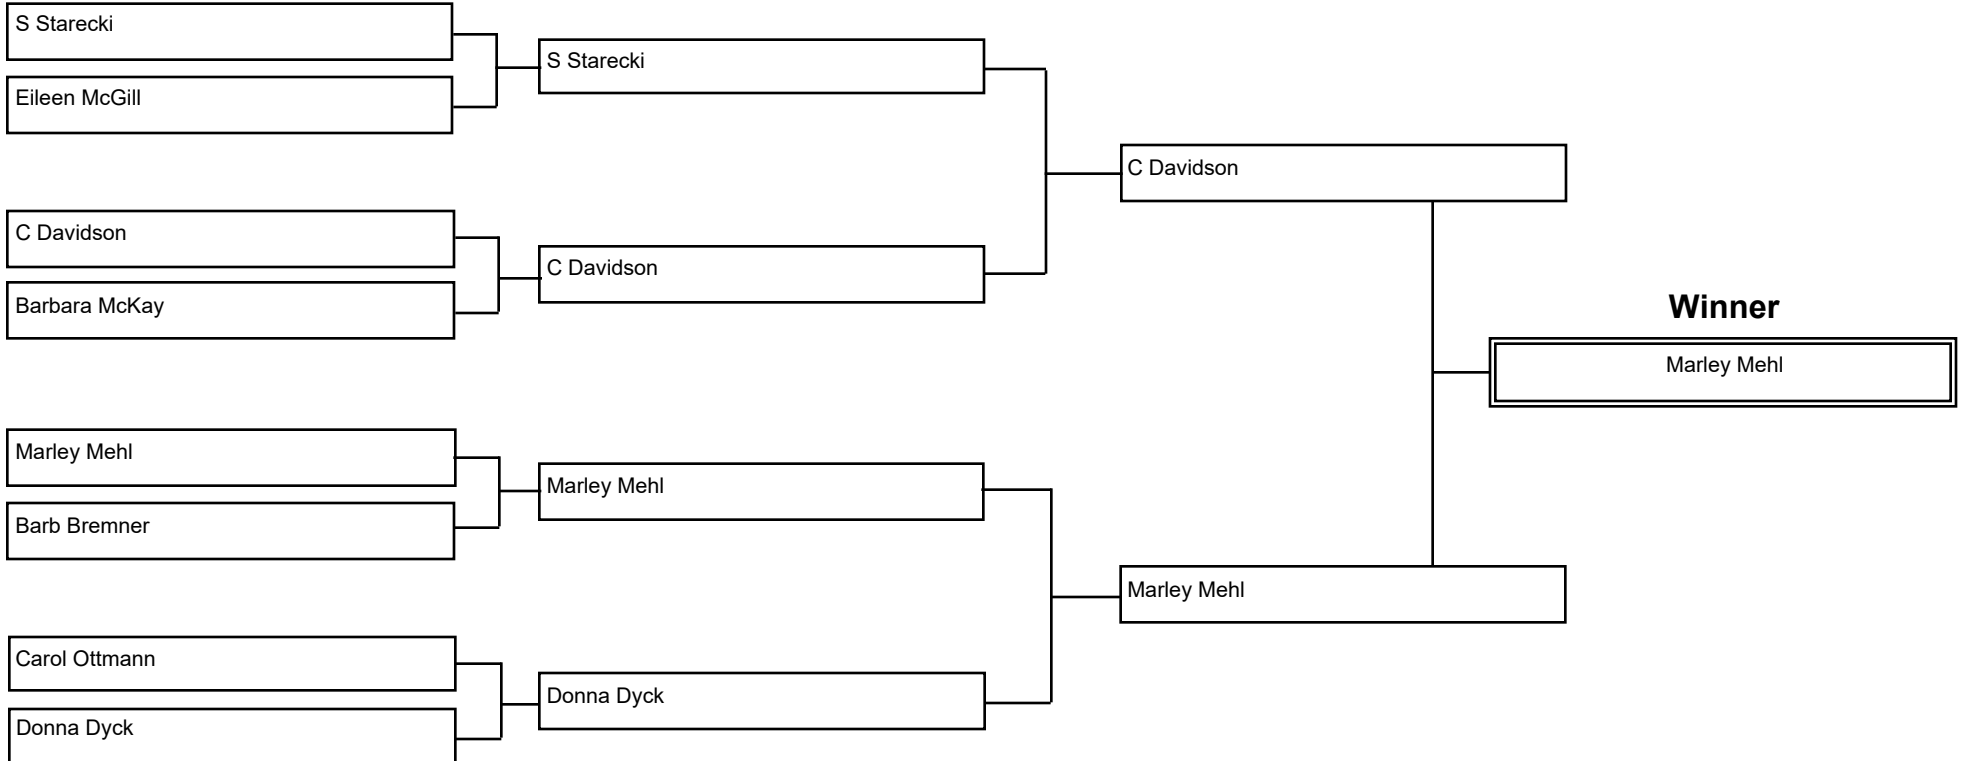 S Starecki
Eileen McGill
C Davidson
Barbara McKay
Marley Mehl
Barb Bremner
Carol Ottmann
Donna Dyck
S Starecki
C Davidson
Marley Mehl
Donna Dyck
C Davidson
Marley Mehl
Winner
Marley Mehl